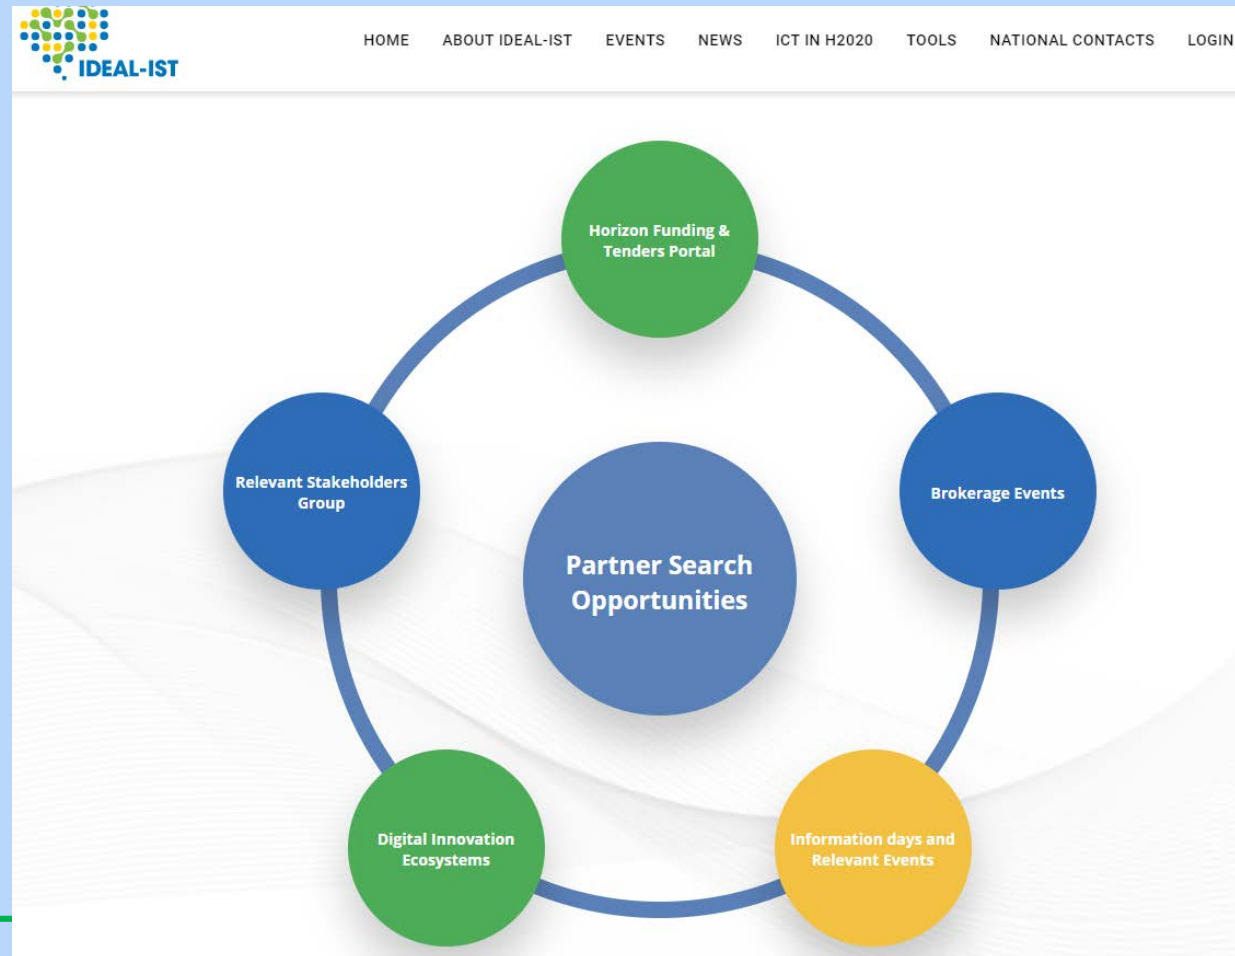 IDEAL-IST
HOME ABOUT IDEAL-IST EVENTS NEWS ICT IN H2020 TOOLS NATIONAL CONTACTS LOGIN
Horizon Funding &
Tenders Portal
Relevant Stakeholders
Group
Brokerage Events
Partner Search
Opportunities
Digital Innovation
Ecosystems
Information days and
Relevant Events